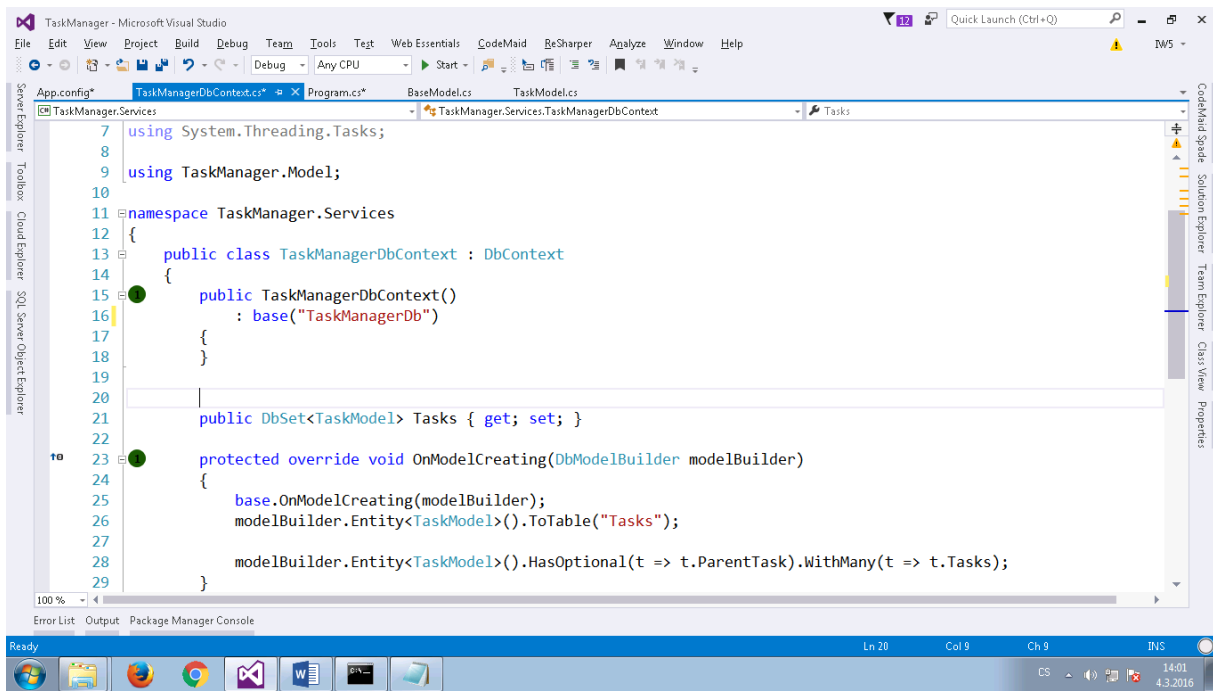 TaskManager - Microsoft Visual Studio
12
Quick Launch (Ctrl+Q)
File Edit View Project Build Debug Team Tools Test Web Essentials CodeMaid ReSharper Analyze Window Help
IW5
Debug Any CPU Start
App.config* TaskManagerDbContext.cs* Program.cs* BaseModel.cs TaskModel.cs
TaskManager.Services TaskManager.Services.TaskManagerDbContext Tasks
Server Explorer
Toolbox
Cloud Explorer
SQL Server Object Explorer
7 using System.Threading.Tasks;
8
9 using TaskManager.Model;
10
11 namespace TaskManager.Services
12 {
13 public class TaskManagerDbContext : DbContext
14 {
15 1 public TaskManagerDbContext()
16 : base("TaskManagerDb")
17 {
18 }
19
20
21 public DbSet<TaskModel> Tasks { get; set; }
22
23 1 protected override void OnModelCreating(DbModelBuilder modelBuilder)
24 {
25 base.OnModelCreating(modelBuilder);
26 modelBuilder.Entity<TaskModel>().ToTable("Tasks");
27
28 modelBuilder.Entity<TaskModel>().HasOptional(t => t.ParentTask).WithMany(t => t.Tasks);
29 }
CodeMaid Spade
Solution Explorer
Team Explorer
Class View
Properties
100 %
Error List Output Package Manager Console
Ready Ln 20 Col 9 Ch 9 INS
CS 14:01
4.3.2016